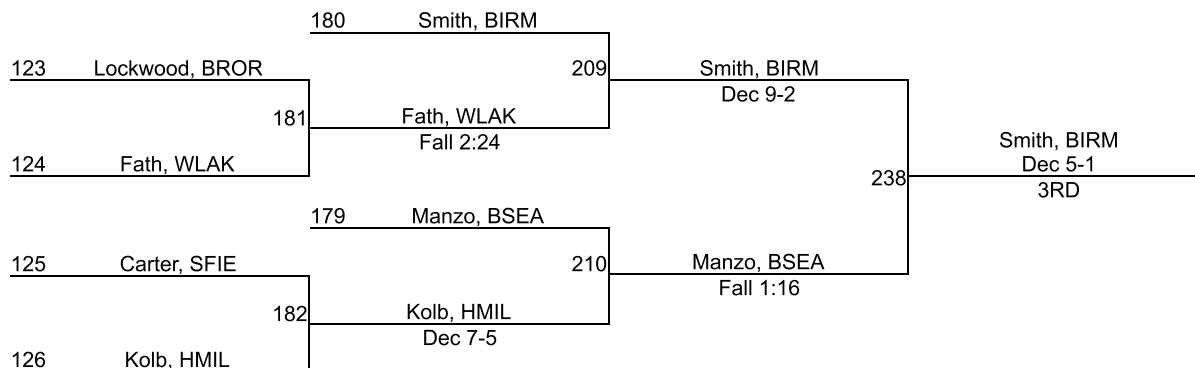 180 Smith, BIRM
123 Lockwood, BROR
209
Smith, BIRM
Dec 9-2
181
Fath, WLAK
Fall 2:24
124 Fath, WLAK
Smith, BIRM
Dec 5-1
3RD
238
179 Manzo, BSEA
125 Carter, SFIE
210
Manzo, BSEA
Fall 1:16
182
Kolb, HMIL
Dec 7-5
126 Kolb, HMIL